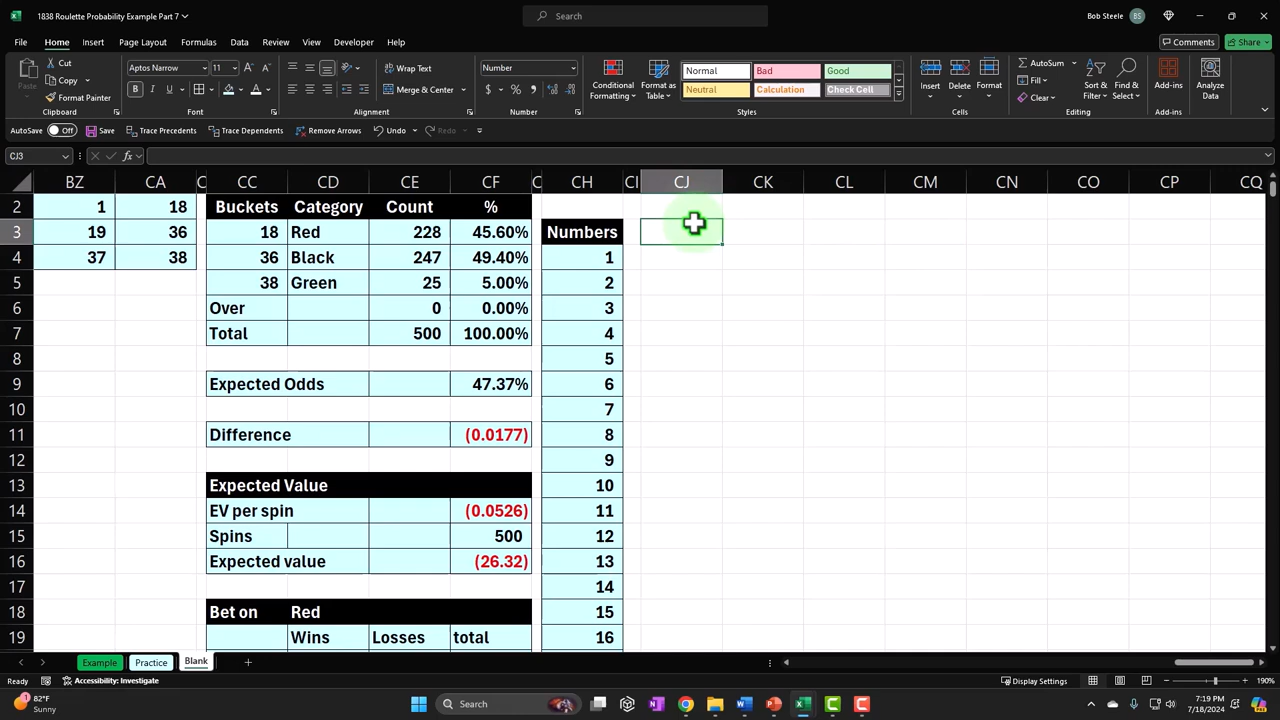 1838 Roulette Probability Example Part 7
Search
Bob Steele BS
File Home Insert Page Layout Formulas Data Review View Developer Help
Comments Share
Paste Cut Copy Format Painter
Clipboard
Aptos Narrow 11
B I U
Font
Wrap Text
Merge & Center
Alignment
Number
$ % 9
Number
Conditional Formatting
Format as Table
Normal Bad Good
Neutral Calculation Check Cell
Styles
Insert Delete Format
Cells
AutoSum
Fill
Clear
Sort & Filter
Find & Select
Editing
Add-ins
Add-ins
Analyze Data
AutoSave Off Save Trace Precedents Trace Dependents Remove Arrows Undo Redo
CJ3 fx
BZ CA C CC CD CE CF C CH CI CJ CK CL CM CN CO CP CQ
2 1 18 Buckets Category Count %
3 19 36 18 Red 228 45.60% Numbers
4 37 38 36 Black 247 49.40% 1
5 38 Green 25 5.00% 2
6 Over 0 0.00% 3
7 Total 500 100.00% 4
8 5
9 Expected Odds 47.37% 6
10 7
11 Difference (0.0177) 8
12 9
13 Expected Value 10
14 EV per spin (0.0526) 11
15 Spins 500 12
16 Expected value (26.32) 13
17 14
18 Bet on Red 15
19 Wins Losses total 16
Example Practice Blank
Ready Accessibility: Investigate Display Settings 190%
82°F
Sunny
Search
7:19 PM
7/18/2024